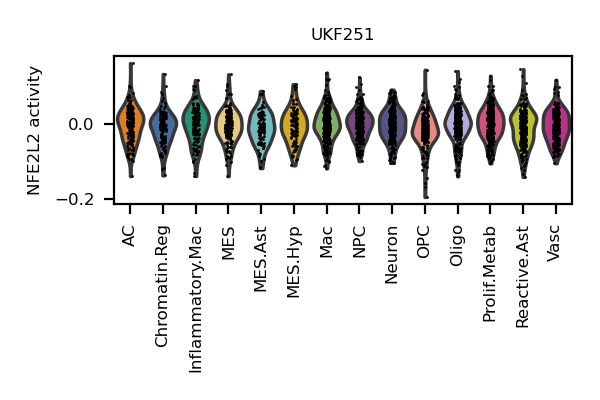 UKF251
NFE2L2 activity
0.0
−0.2
AC
Chromatin.Reg
Inflammatory.Mac
MES
MES.Ast
MES.Hyp
Mac
NPC
Neuron
OPC
Oligo
Prolif.Metab
Reactive.Ast
Vasc